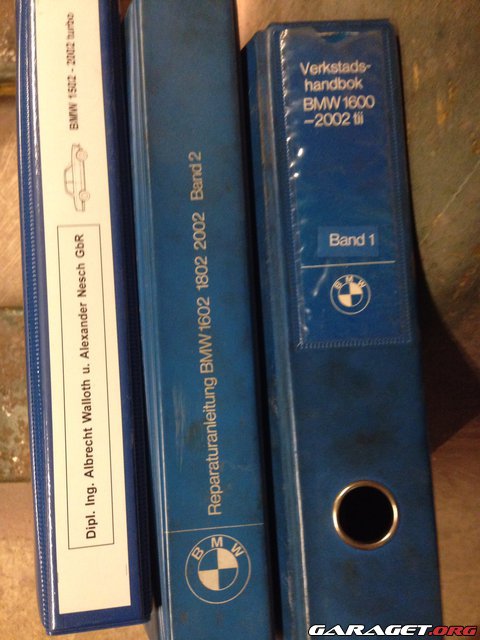 Dipl. Ing. Albrecht Walloth u. Alexander Nesch GbR
BMW 1502 - 2002 turbo
Reparaturanleitung BMW 1602 1802 2002 Band 2
BMW
Verkstads-
handbok
BMW 1600
-2002 tii
Band 1
BMW
GARAGET.ORG